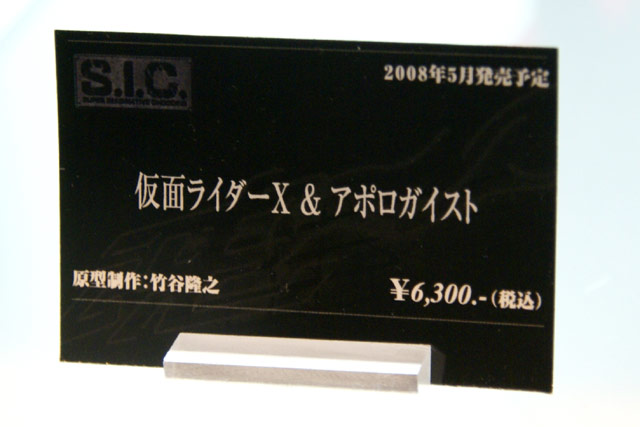 S.I.C.
2008年5月発売予定
仮面ライダーX & アポロガイスト
原型制作:竹谷隆之
¥6,300.-(税込)